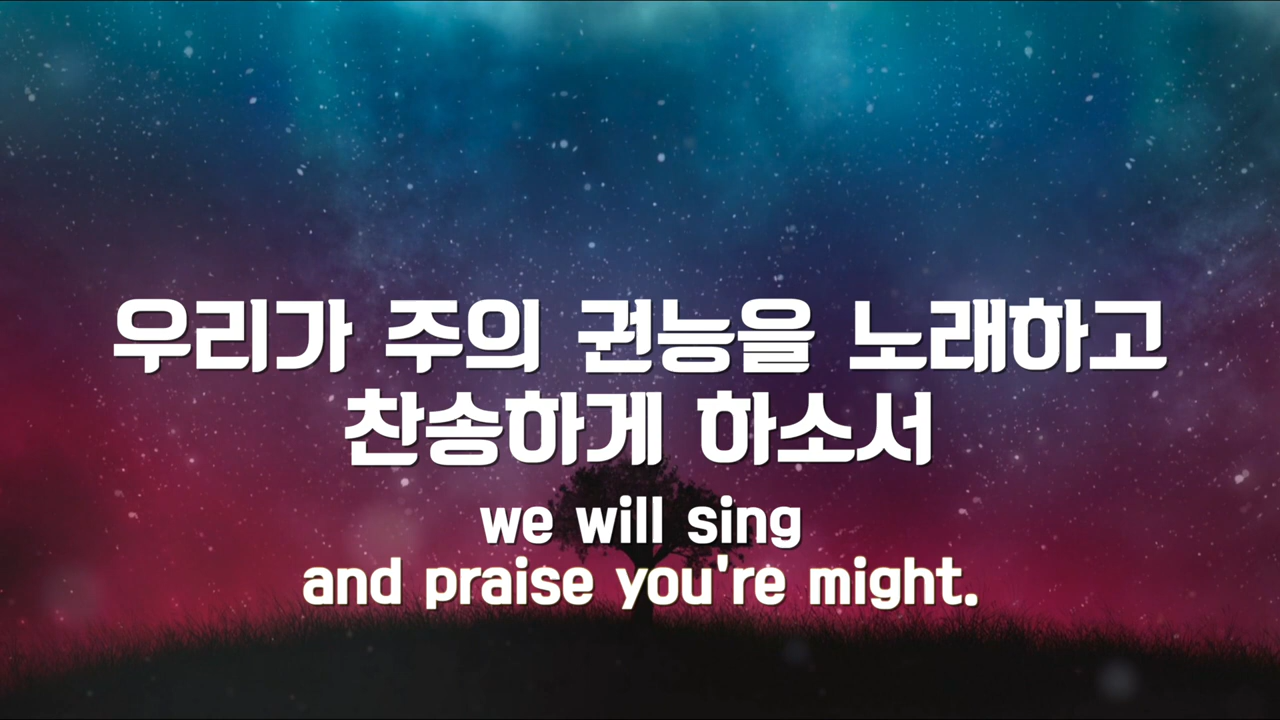 우리가 주의 권능을 노래하고
찬송하게 하소서
we will sing
and praise you're might.